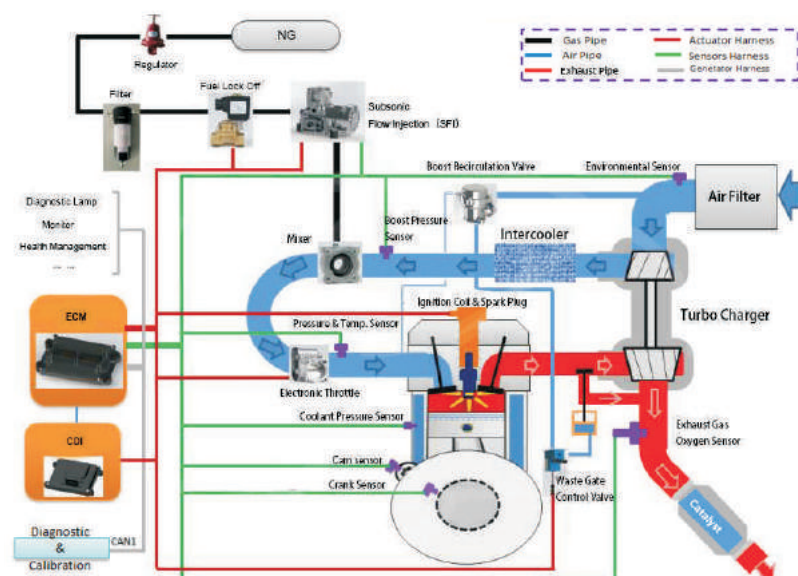 NG
Regulator
Filter
Fuel Lock Off
Subsonic
Flow Injection (SFI)
Gas Pipe
Air Pipe
Exhaust Pipe
Actuator Harness
Sensors Harness
Genetator Harness
Boost Recirculation Valve
Environmental Sensor
Air Filter
Diagnostic Lamp
Moniter
Health Management
... ...
Mixer
Boost Pressure
Sensor
Intercooler
Turbo Charger
ECM
Ignition Coil & Spark Plug
Pressure & Temp. Sensor
Electronic Throttle
Coolant Pressure Sensor
Exhaust Gas
Oxygen Sensor
CDI
Cam sensor
Crank Sensor
Waste Gate
Control Valve
Catalyst
Diagnostic
&
Calibration
CAN1